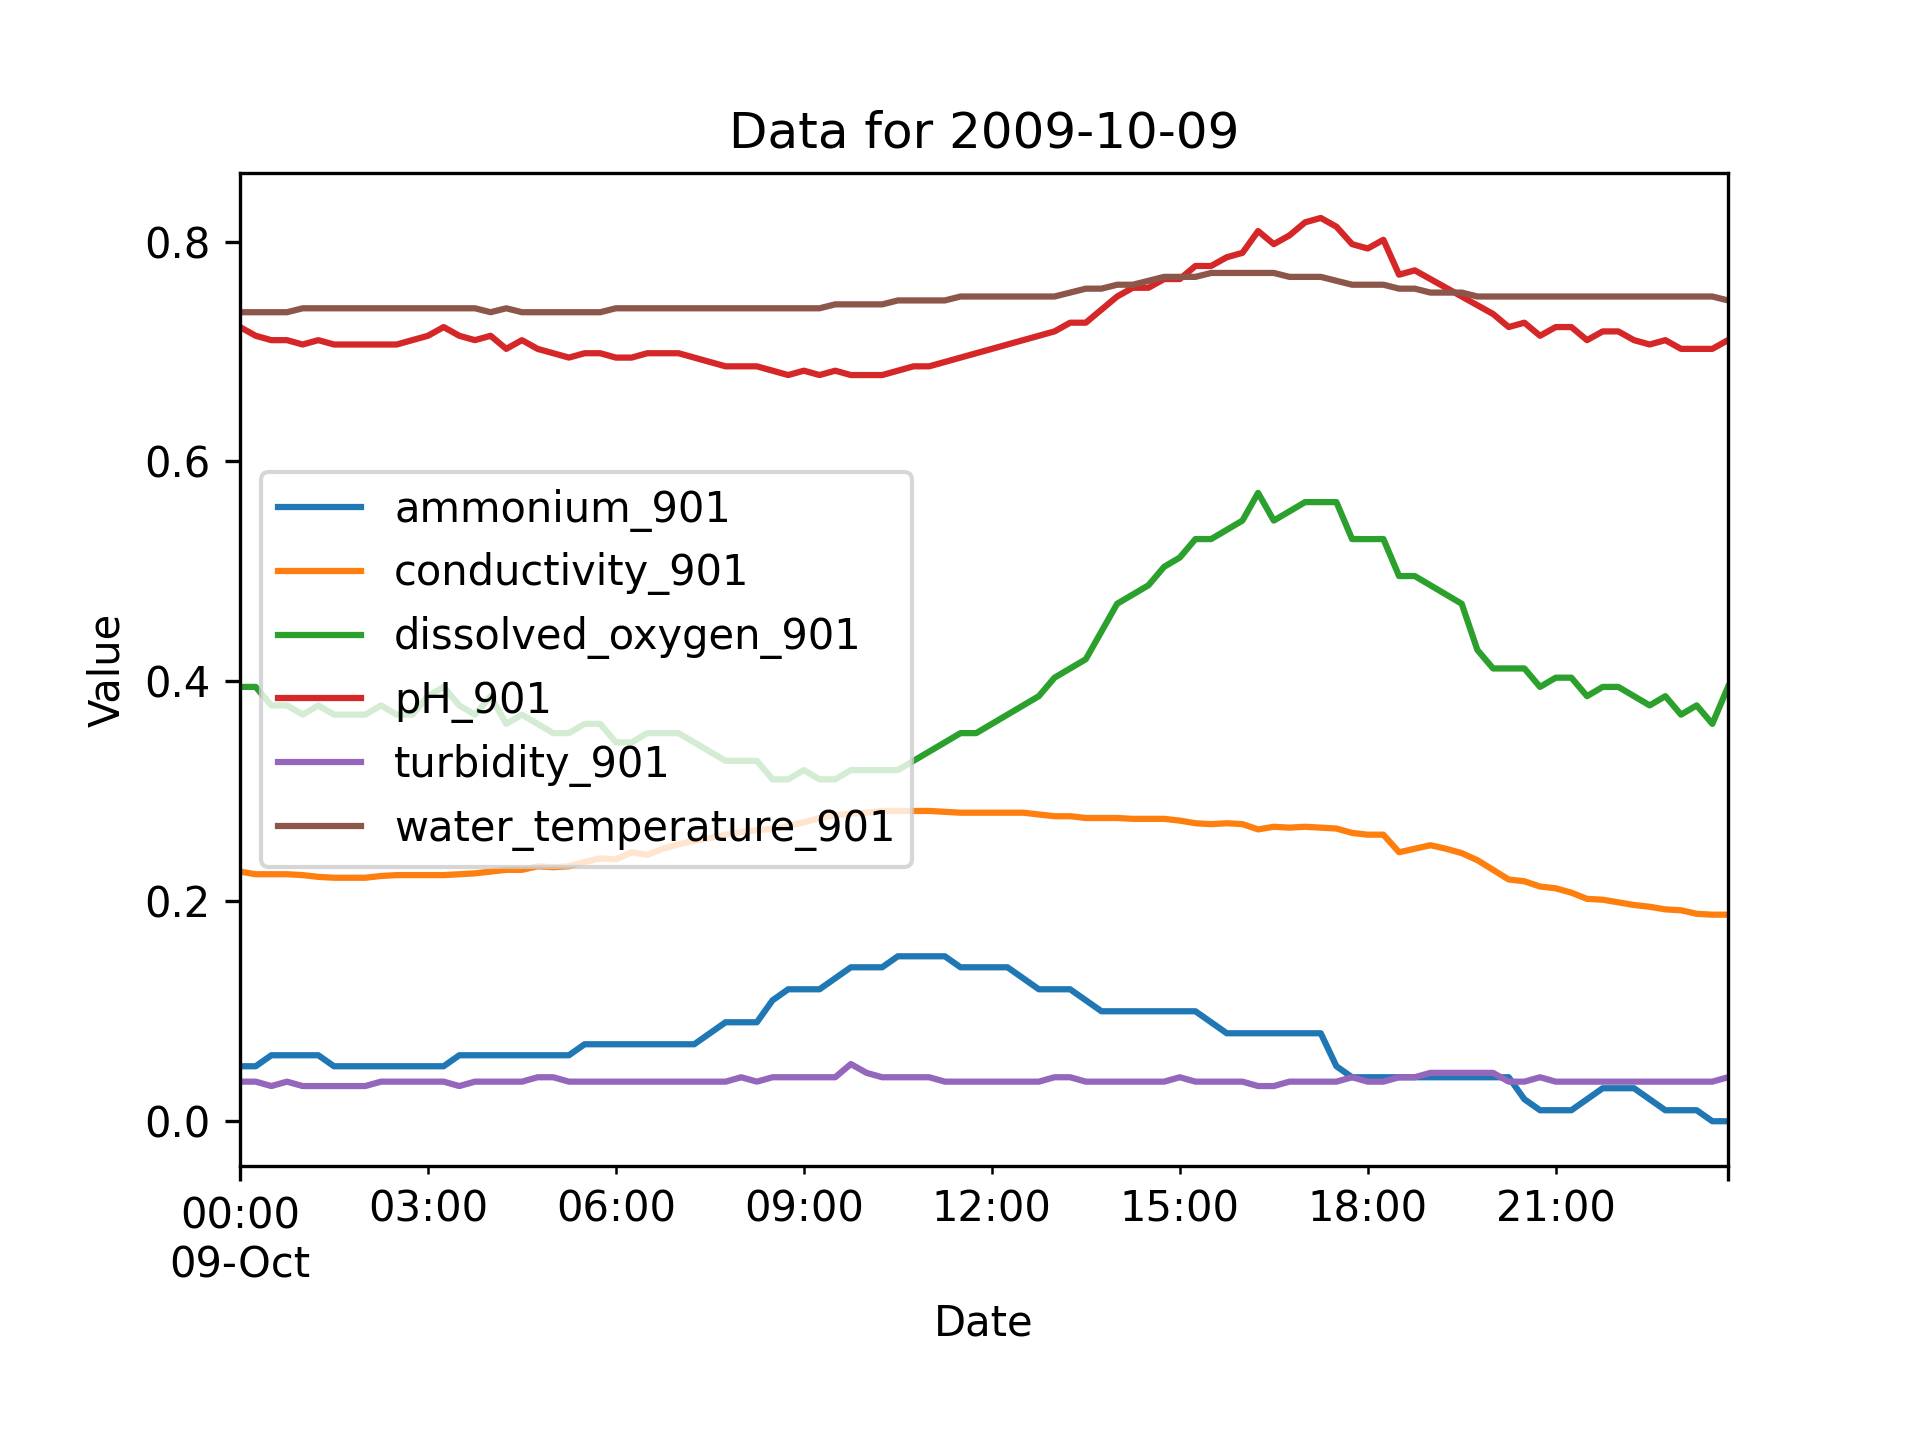 Data for 2009-10-09
Value
0.8
0.6
0.4
0.2
0.0
ammonium_901
conductivity_901
dissolved_oxygen_901
pH_901
turbidity_901
water_temperature_901
00:00 03:00 06:00 09:00 12:00 15:00 18:00 21:00
09-Oct
Date